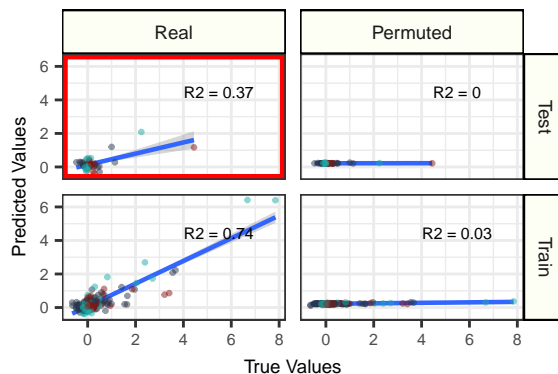 Real
Permuted
6
4
2
0
R2 = 0.37
R2 = 0
Test
6
4
2
0
R2 = 0.74
R2 = 0.03
Train
Predicted Values
0 2 4 6 8
0 2 4 6 8
True Values